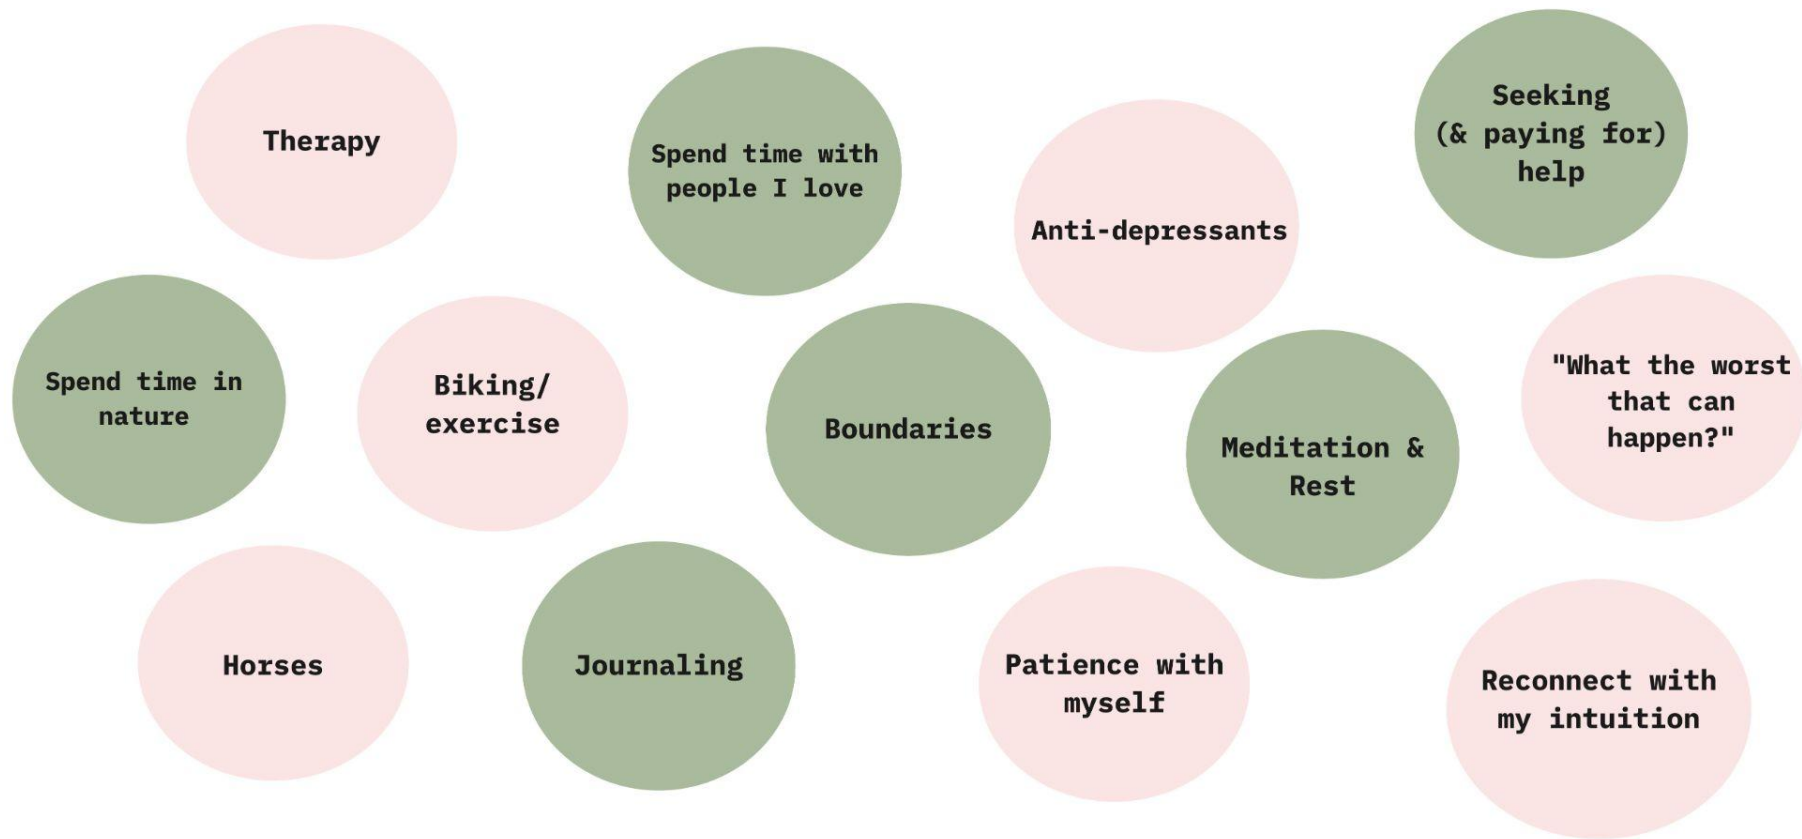 Therapy
Spend time with
people I love
Anti-depressants
Seeking
(& paying for)
help
Spend time in
nature
Biking/
exercise
Boundaries
Meditation &
Rest
"What the worst
that can
happen?"
Horses
Journaling
Patience with
myself
Reconnect with
my intuition